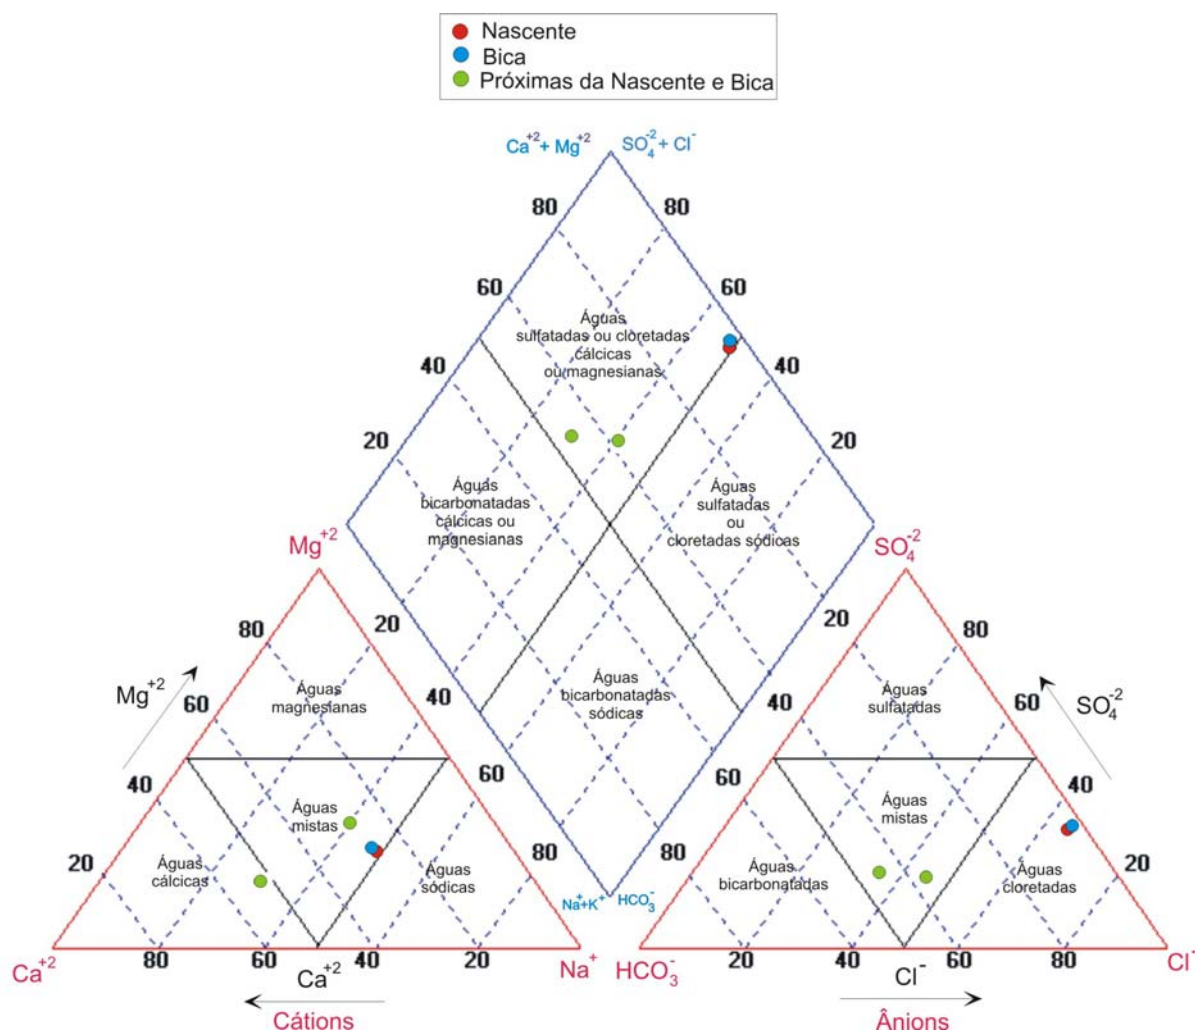 Nascente
Bica
Próximas da Nascente e Bica
Ca+2 + Mg+2
SO4-2 + Cl-
80
80
60
60
Águas
sulfatadas ou cloretadas
cálcicas
ou magnesianas
40
40
20
20
Águas
bicarbonatadas
cálcicas ou
magnesianas
Águas
sulfatadas
ou
cloretadas sódicas
Mg+2
SO4-2
80
20
20
80
Águas
bicarbonatadas
sódicas
Mg+2
60
Águas
magnesianas
40
40
Águas
sulfatadas
60
SO4-2
40
60
60
40
Águas
mistas
Águas
mistas
20
Águas
cálcicas
Águas
sódicas
80
80
Águas
bicarbonatadas
Águas
cloretadas
20
Na+ + K+
HCO3-
Ca+2
80
60
Ca+2
40
20
Na+
HCO3-
20
40
Cl-
60
80
Cl-
Cátions
Ânions